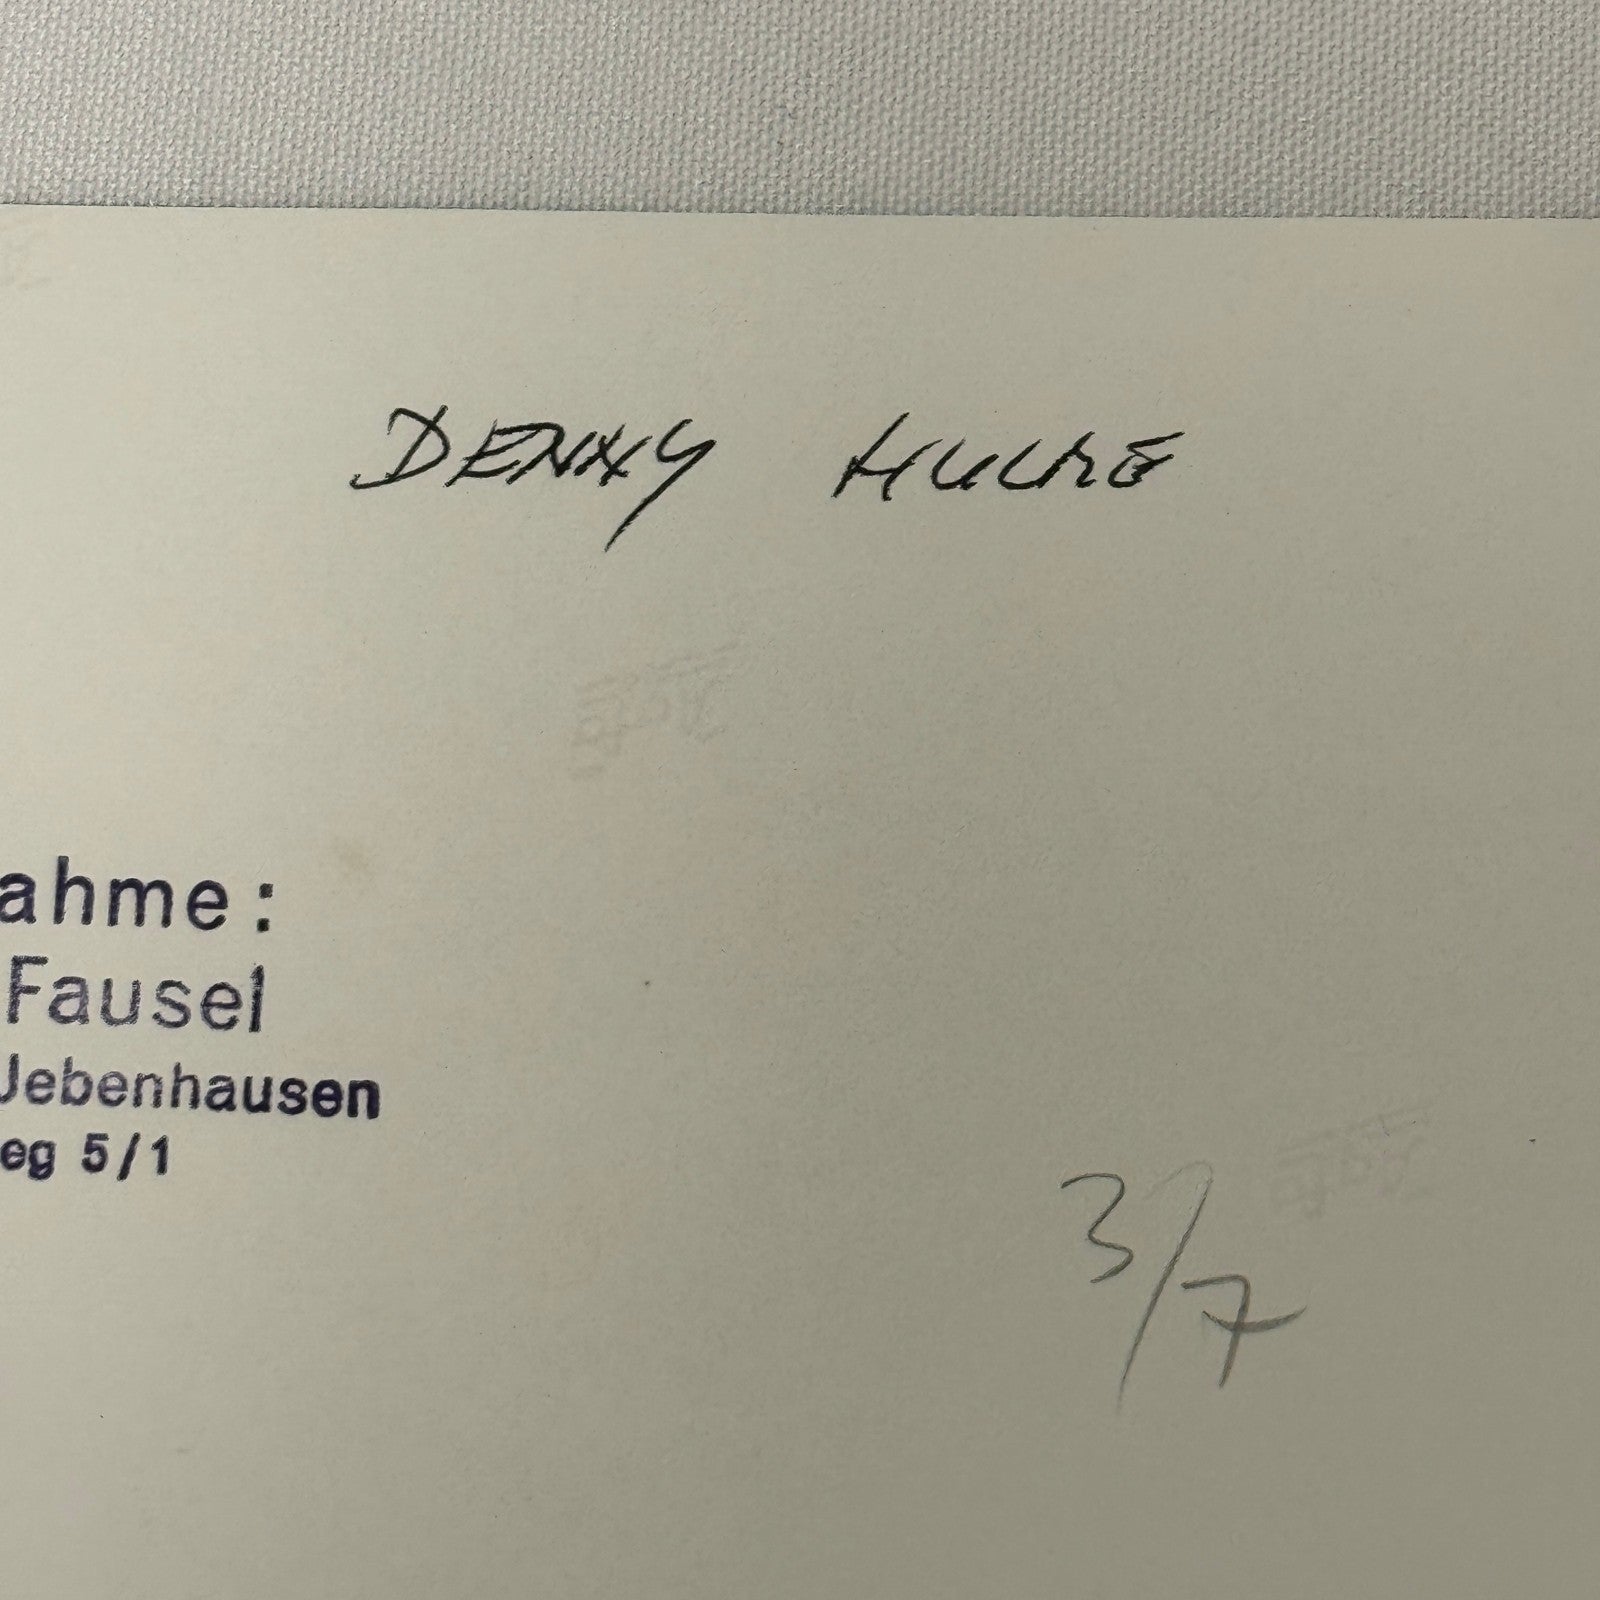 DENNY HULME
ahme:
Fausel
Jebenhausen
eg 5/1
3/7